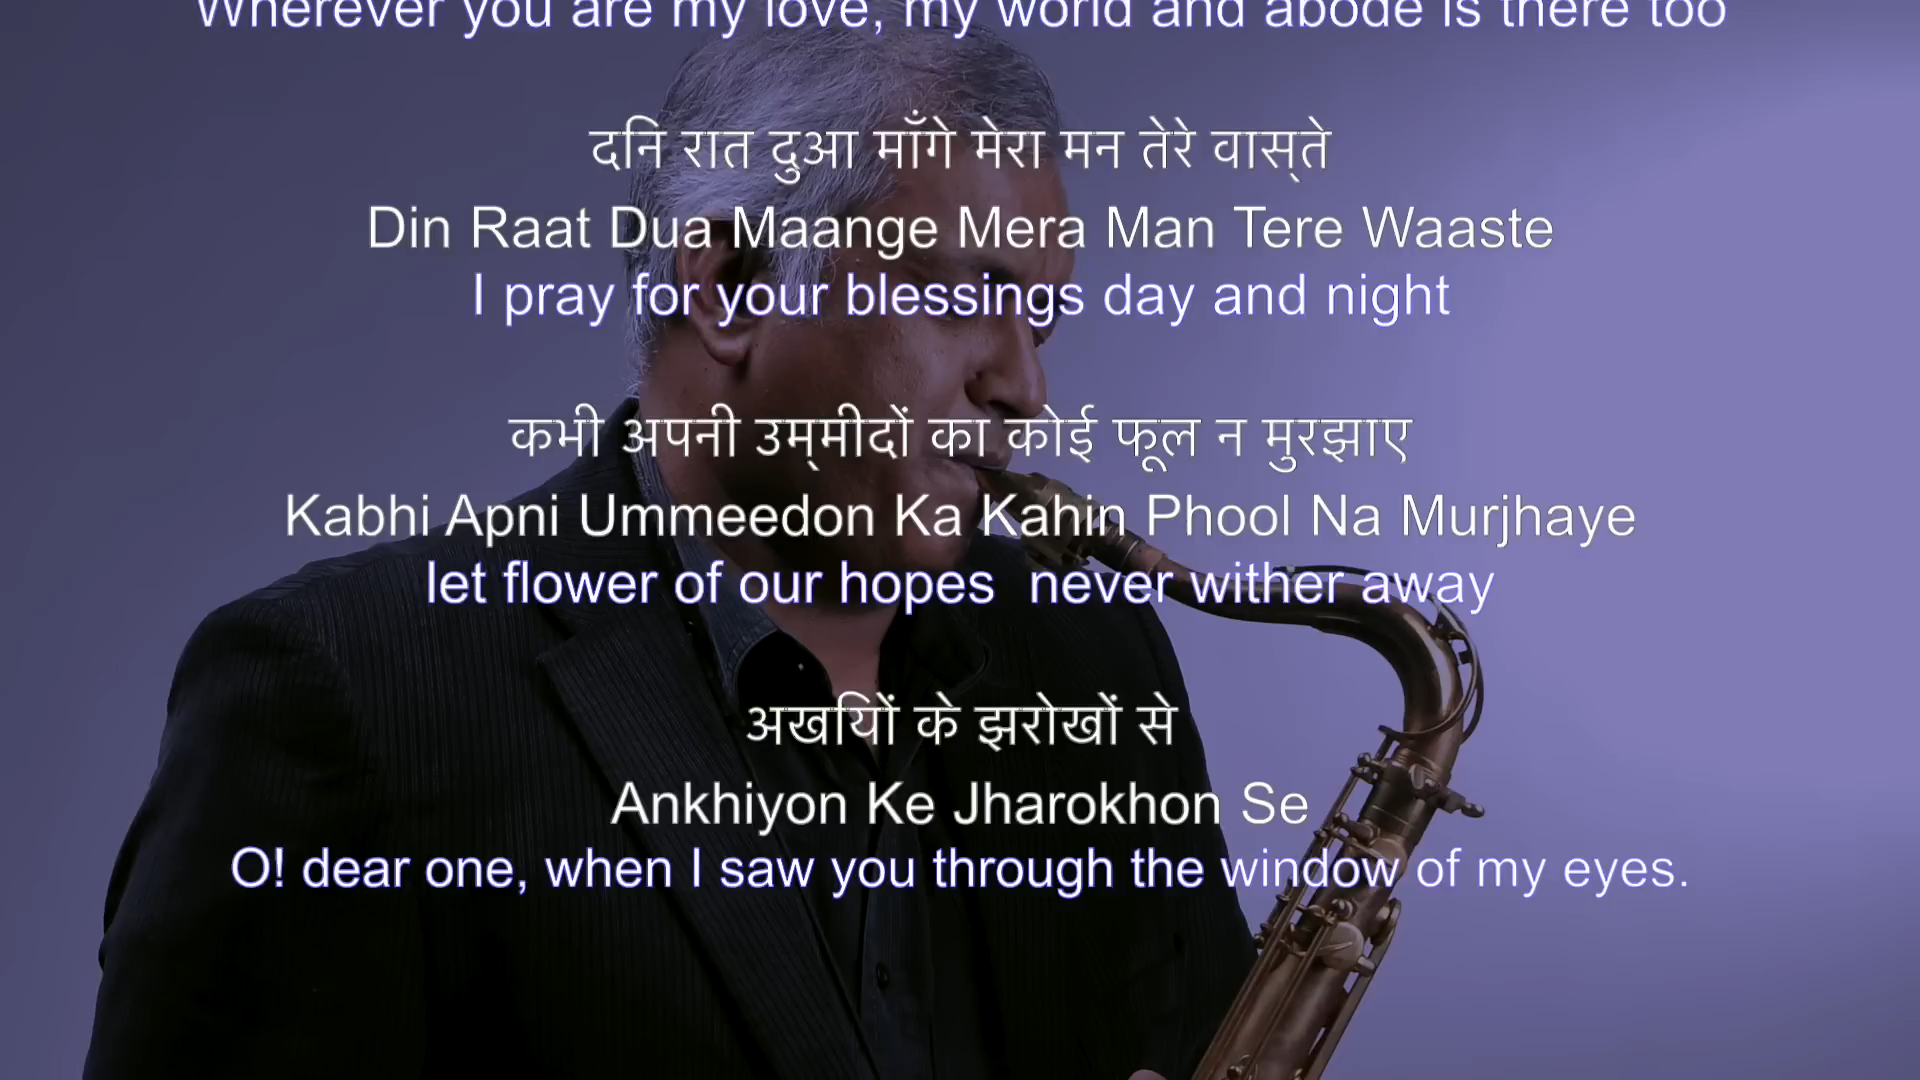 Wherever you are my love, my world and abode is there too
दनि रात दुआ माँगे मेरा मन तेरे वास्‌ते
Din Raat Dua Maange Mera Man Tere Waaste
I pray for your blessings day and night
कभी अपनी उम्‌मीदों का कोई फूल न मुरझाए
Kabhi Apni Ummeedon Ka Kahin Phool Na Murjhaye
let flower of our hopes never wither away
अखयिों के झरोखों से
Ankhiyon Ke Jharokhon Se
O! dear one, when I saw you through the window of my eyes.